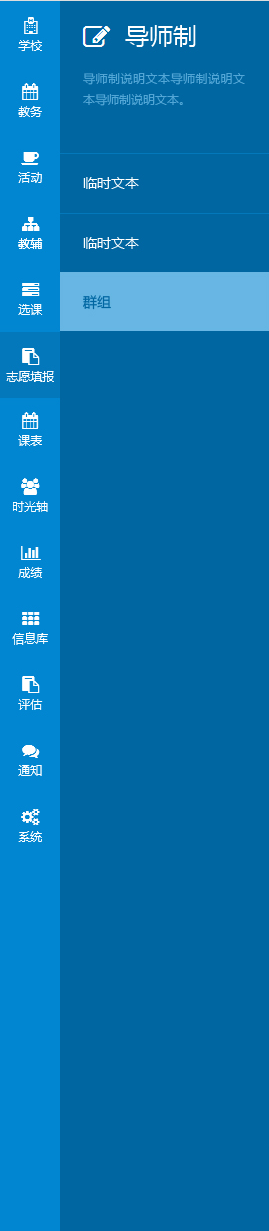 学校
教务
活动
教辅
选课
志愿填报
课表
时光轴
成绩
信息库
评估
通知
系统
导师制
导师制说明文本导师制说明文
本导师制说明文本。
临时文本
临时文本
群组